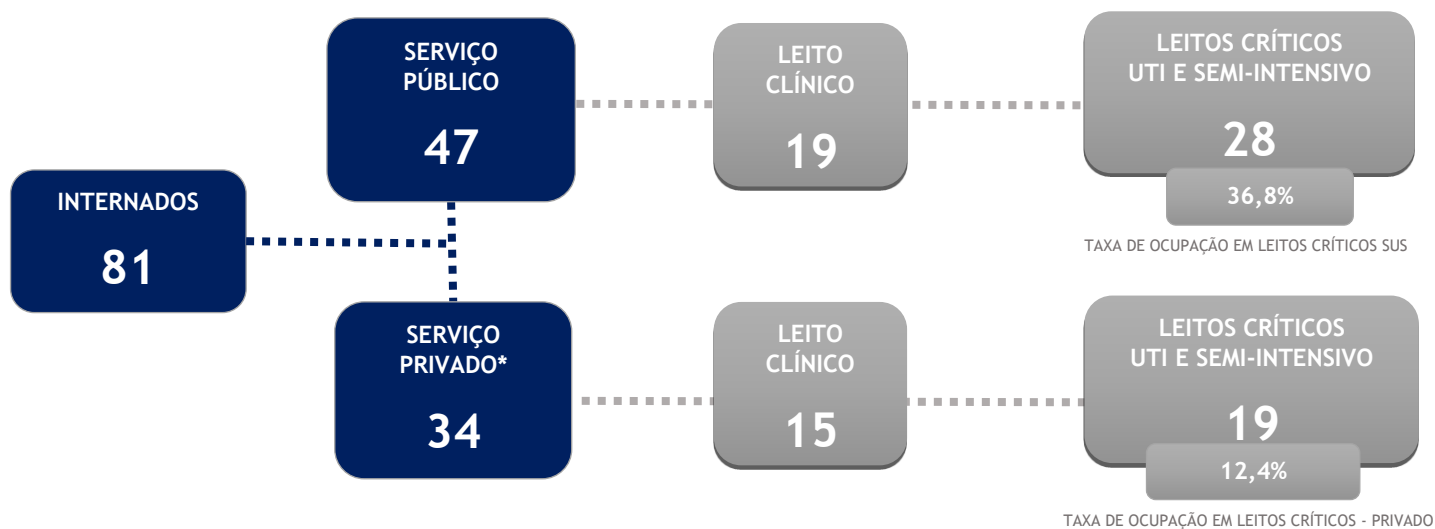 INTERNADOS
81
SERVIÇO
PÚBLICO
47
LEITO
CLÍNICO
19
LEITOS CRÍTICOS
UTI E SEMI-INTENSIVO
28
36,8%
TAXA DE OCUPAÇÃO EM LEITOS CRÍTICOS SUS
SERVIÇO
PRIVADO*
34
LEITO
CLÍNICO
15
LEITOS CRÍTICOS
UTI E SEMI-INTENSIVO
19
12,4%
TAXA DE OCUPAÇÃO EM LEITOS CRÍTICOS - PRIVADO